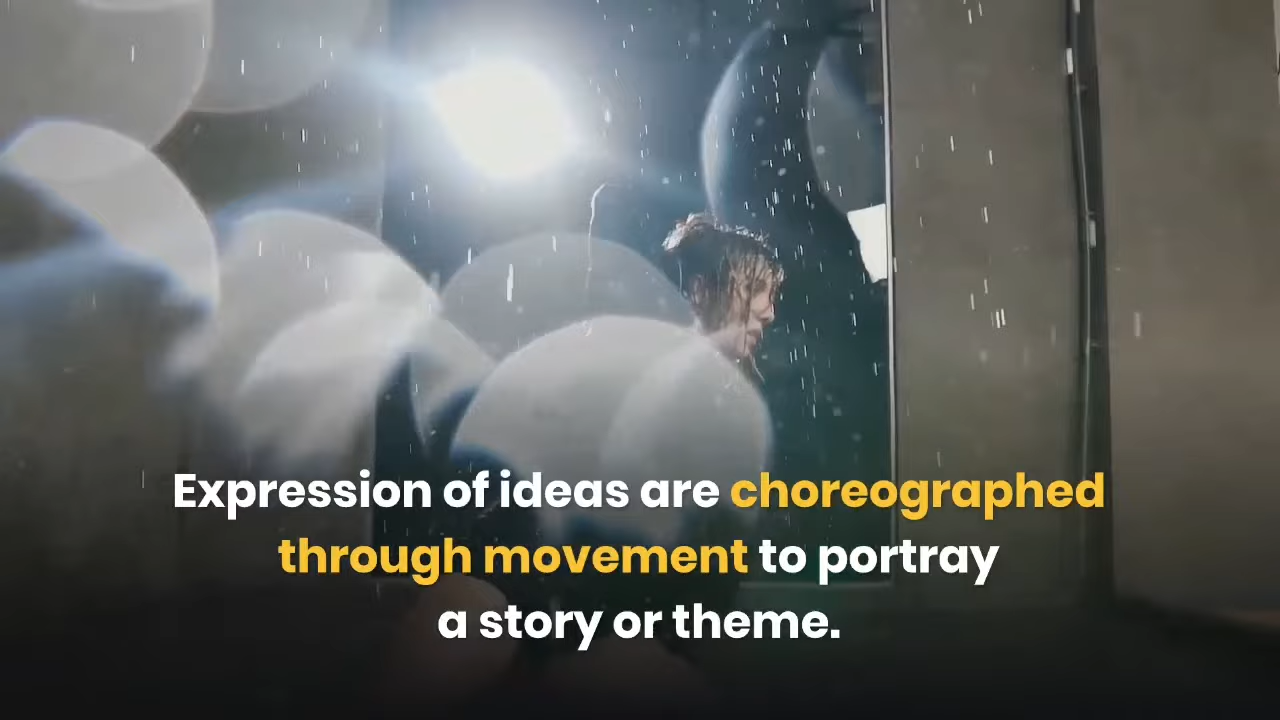 Expression of ideas are choreographed
through movement to portray
a story or theme.